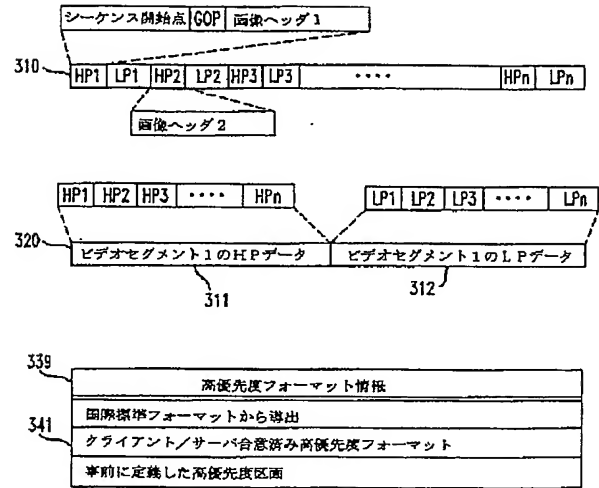 シーケンス開始点 GOP 画像ヘッダ1
310 HP1 LP1 HP2 LP2 HP3 LP3 ···· HPn LPn
画像ヘッダ2
HP1 HP2 HP3 ···· HPn LP1 LP2 LP3 ···· LPn
320 ビデオセグメント1のHPデータ ビデオセグメント1のLPデータ
311 312
339 高優先度フォーマット情報
国際標準フォーマットから導出
341 クライアント/サーバ合意済み高優先度フォーマット
事前に定義した高優先度区画